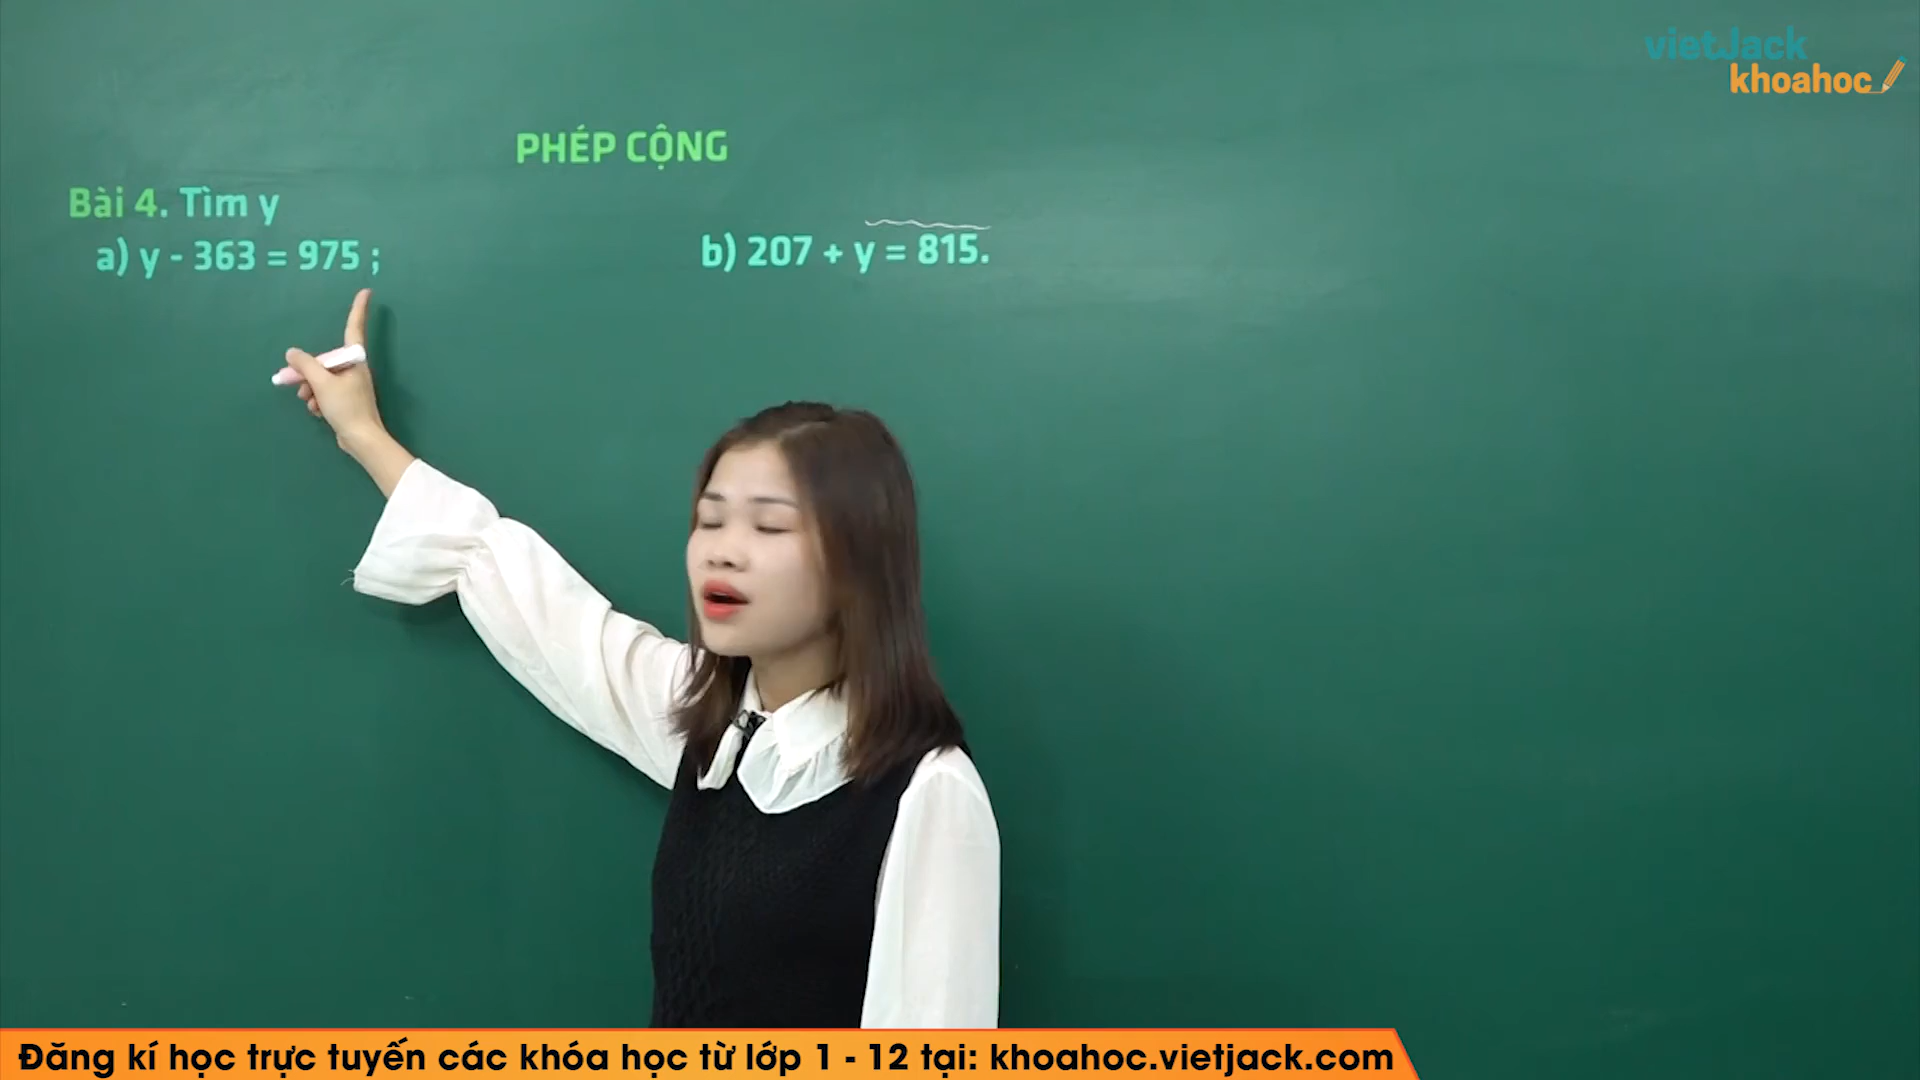 vietJack
khoahoc
PHÉP CỘNG
Bài 4. Tìm y
a) y - 363 = 975 ;
b) 207 + y = 815.
Đăng kí học trực tuyến các khóa học từ lớp 1 - 12 tại: khoahoc.vietjack.com